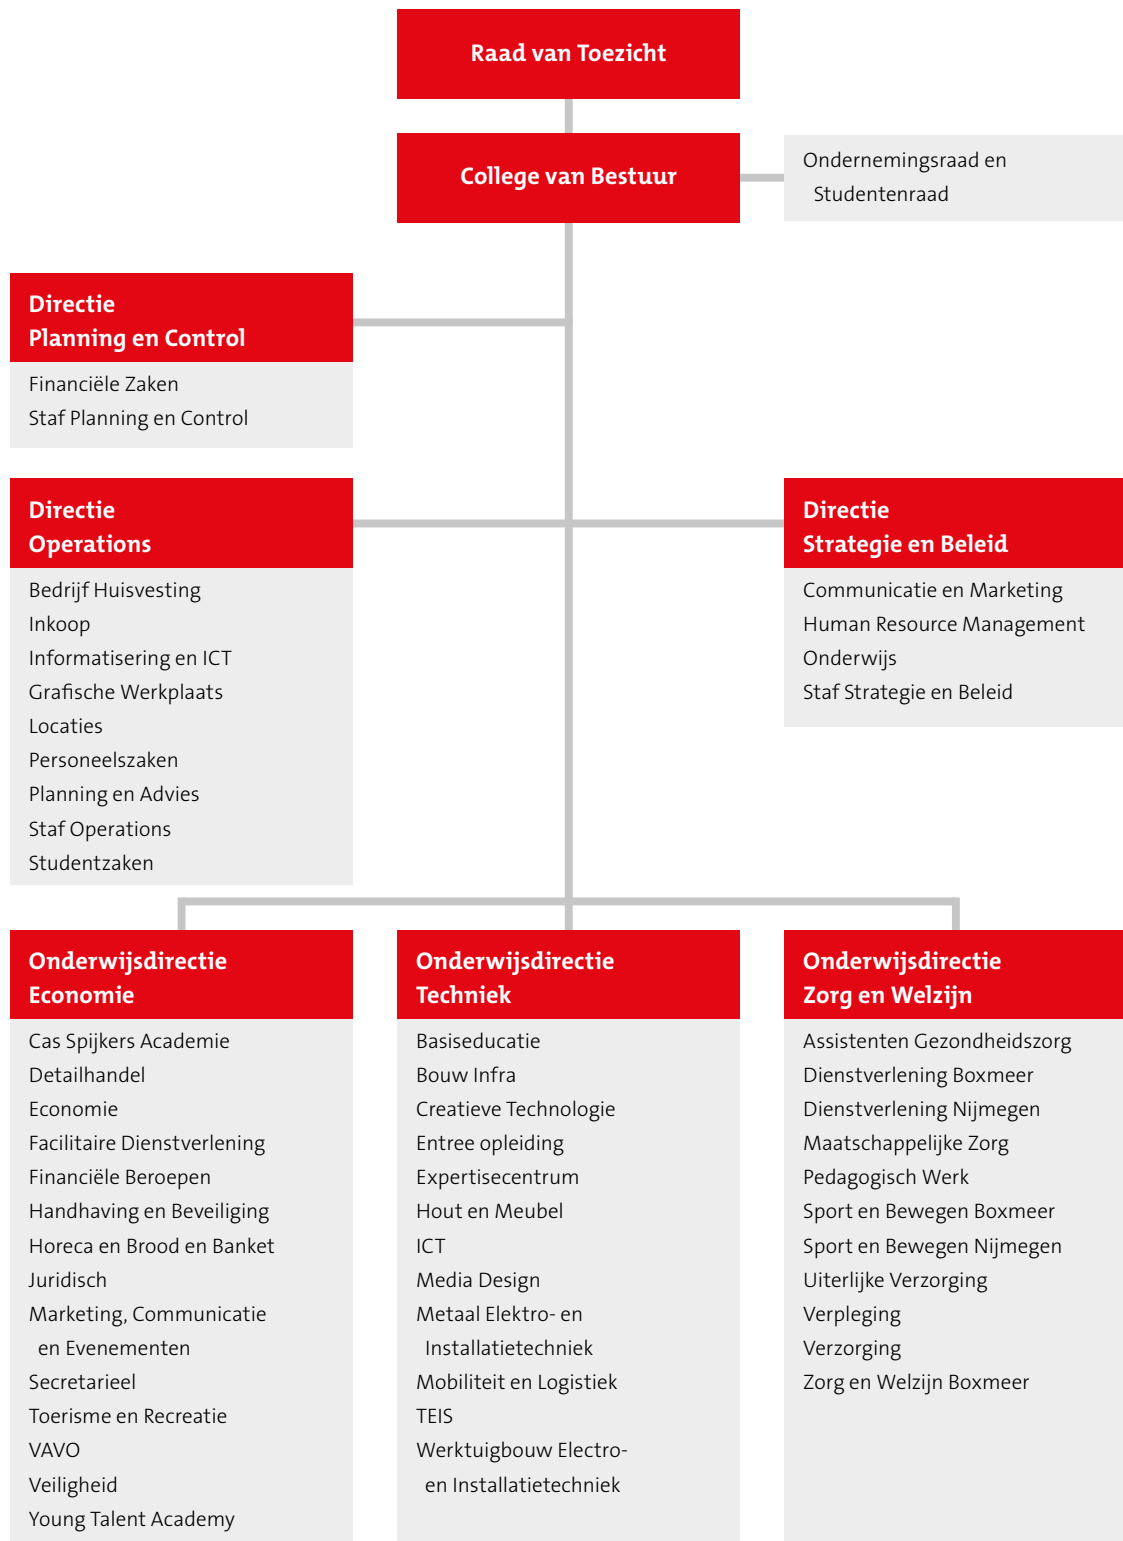 Raad van Toezicht
College van Bestuur
Ondernemingsraad en
Studentenraad
Directie
Planning en Control
Financiële Zaken
Staf Planning en Control
Directie
Operations
Bedrijf Huisvesting
Inkoop
Informatisering en ICT
Grafische Werkplaats
Locaties
Personeelszaken
Planning en Advies
Staf Operations
Studentzaken
Directie
Strategie en Beleid
Communicatie en Marketing
Human Resource Management
Onderwijs
Staf Strategie en Beleid
Onderwijsdirectie
Economie
Cas Spijkers Academie
Detailhandel
Economie
Facilitaire Dienstverlening
Financiële Beroepen
Handhaving en Beveiliging
Horeca en Brood en Banket
Juridisch
Marketing, Communicatie
en Evenementen
Secretarieel
Toerisme en Recreatie
VAVO
Veiligheid
Young Talent Academy
Onderwijsdirectie
Techniek
Basiseducatie
Bouw Infra
Creatieve Technologie
Entree opleiding
Expertisecentrum
Hout en Meubel
ICT
Media Design
Metaal Elektro- en
Installatietechniek
Mobiliteit en Logistiek
TEIS
Werktuigbouw Electro-
en Installatietechniek
Onderwijsdirectie
Zorg en Welzijn
Assistenten Gezondheidszorg
Dienstverlening Boxmeer
Dienstverlening Nijmegen
Maatschappelijke Zorg
Pedagogisch Werk
Sport en Bewegen Boxmeer
Sport en Bewegen Nijmegen
Uiterlijke Verzorging
Verpleging
Verzorging
Zorg en Welzijn Boxmeer